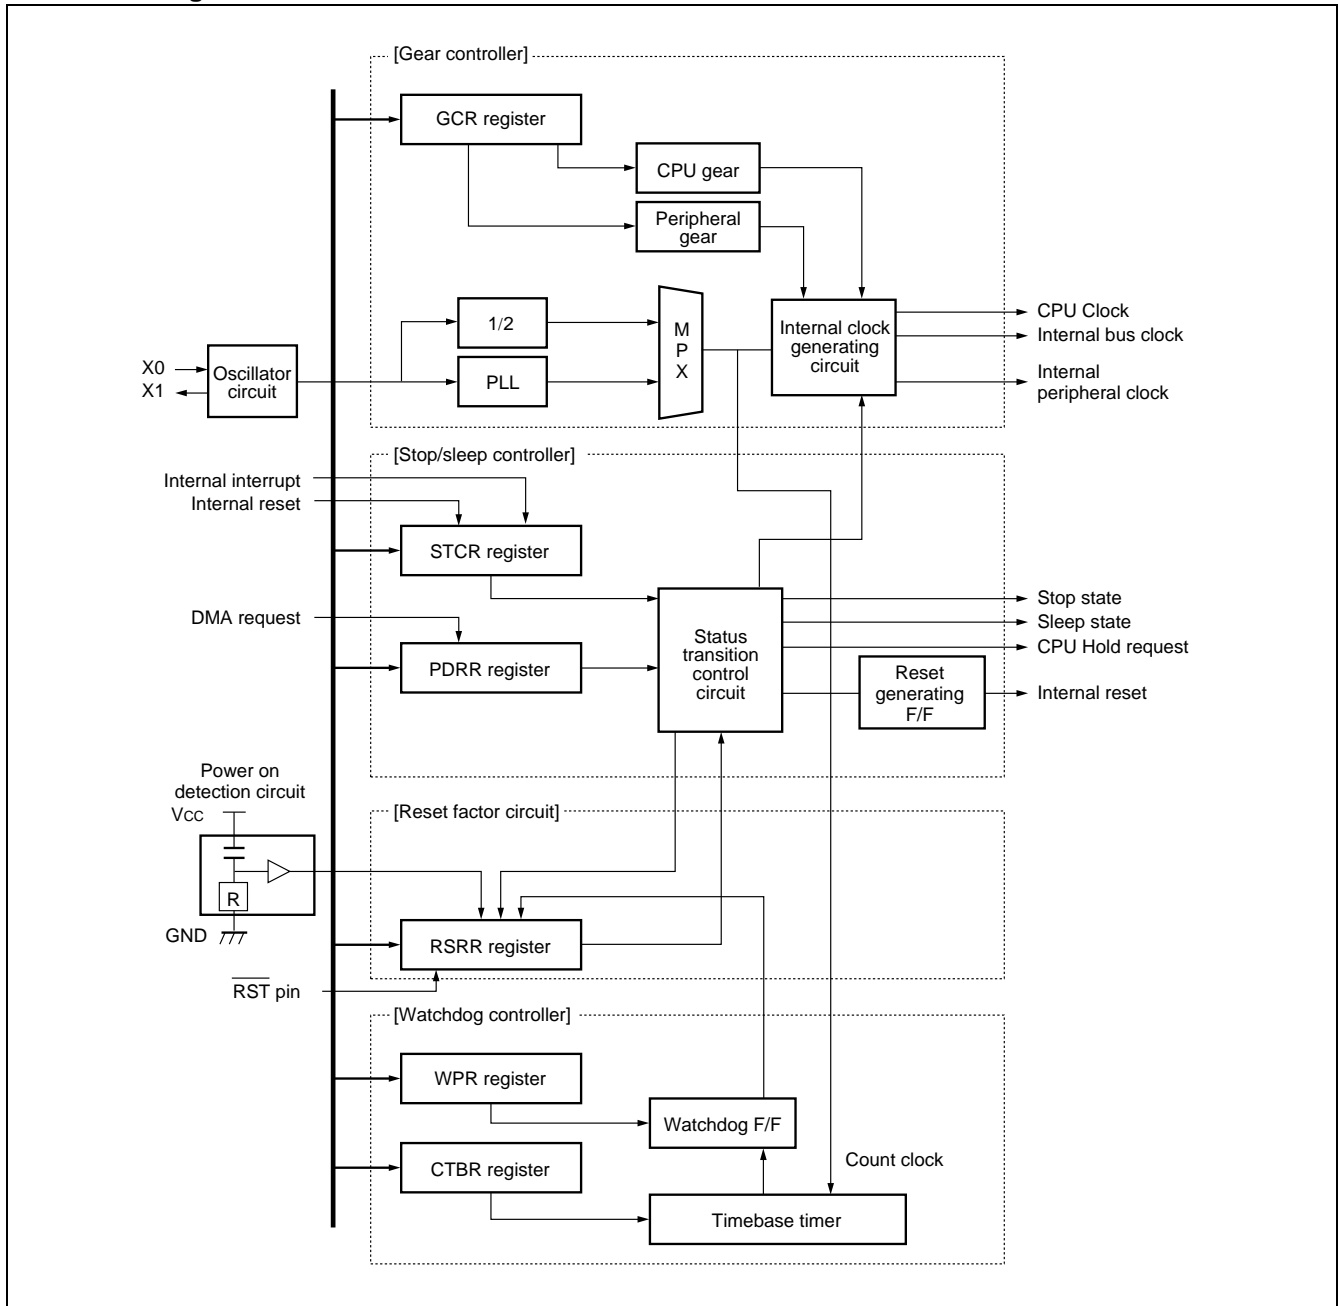 [Gear controller]
GCR register
CPU gear
Peripheral
gear
1/2
PLL
M
P
X
Internal clock
generating
circuit
CPU Clock
Internal bus clock
Internal
peripheral clock
X0
X1
Oscillator
circuit
[Stop/sleep controller]
Internal interrupt
Internal reset
STCR register
DMA request
PDRR register
Status
transition
control
circuit
Stop state
Sleep state
CPU Hold request
Reset
generating
F/F
Internal reset
Power on
detection circuit
VCC
R
GND
[Reset factor circuit]
RSRR register
RST pin
[Watchdog controller]
WPR register
Watchdog F/F
CTBR register
Count clock
Timebase timer